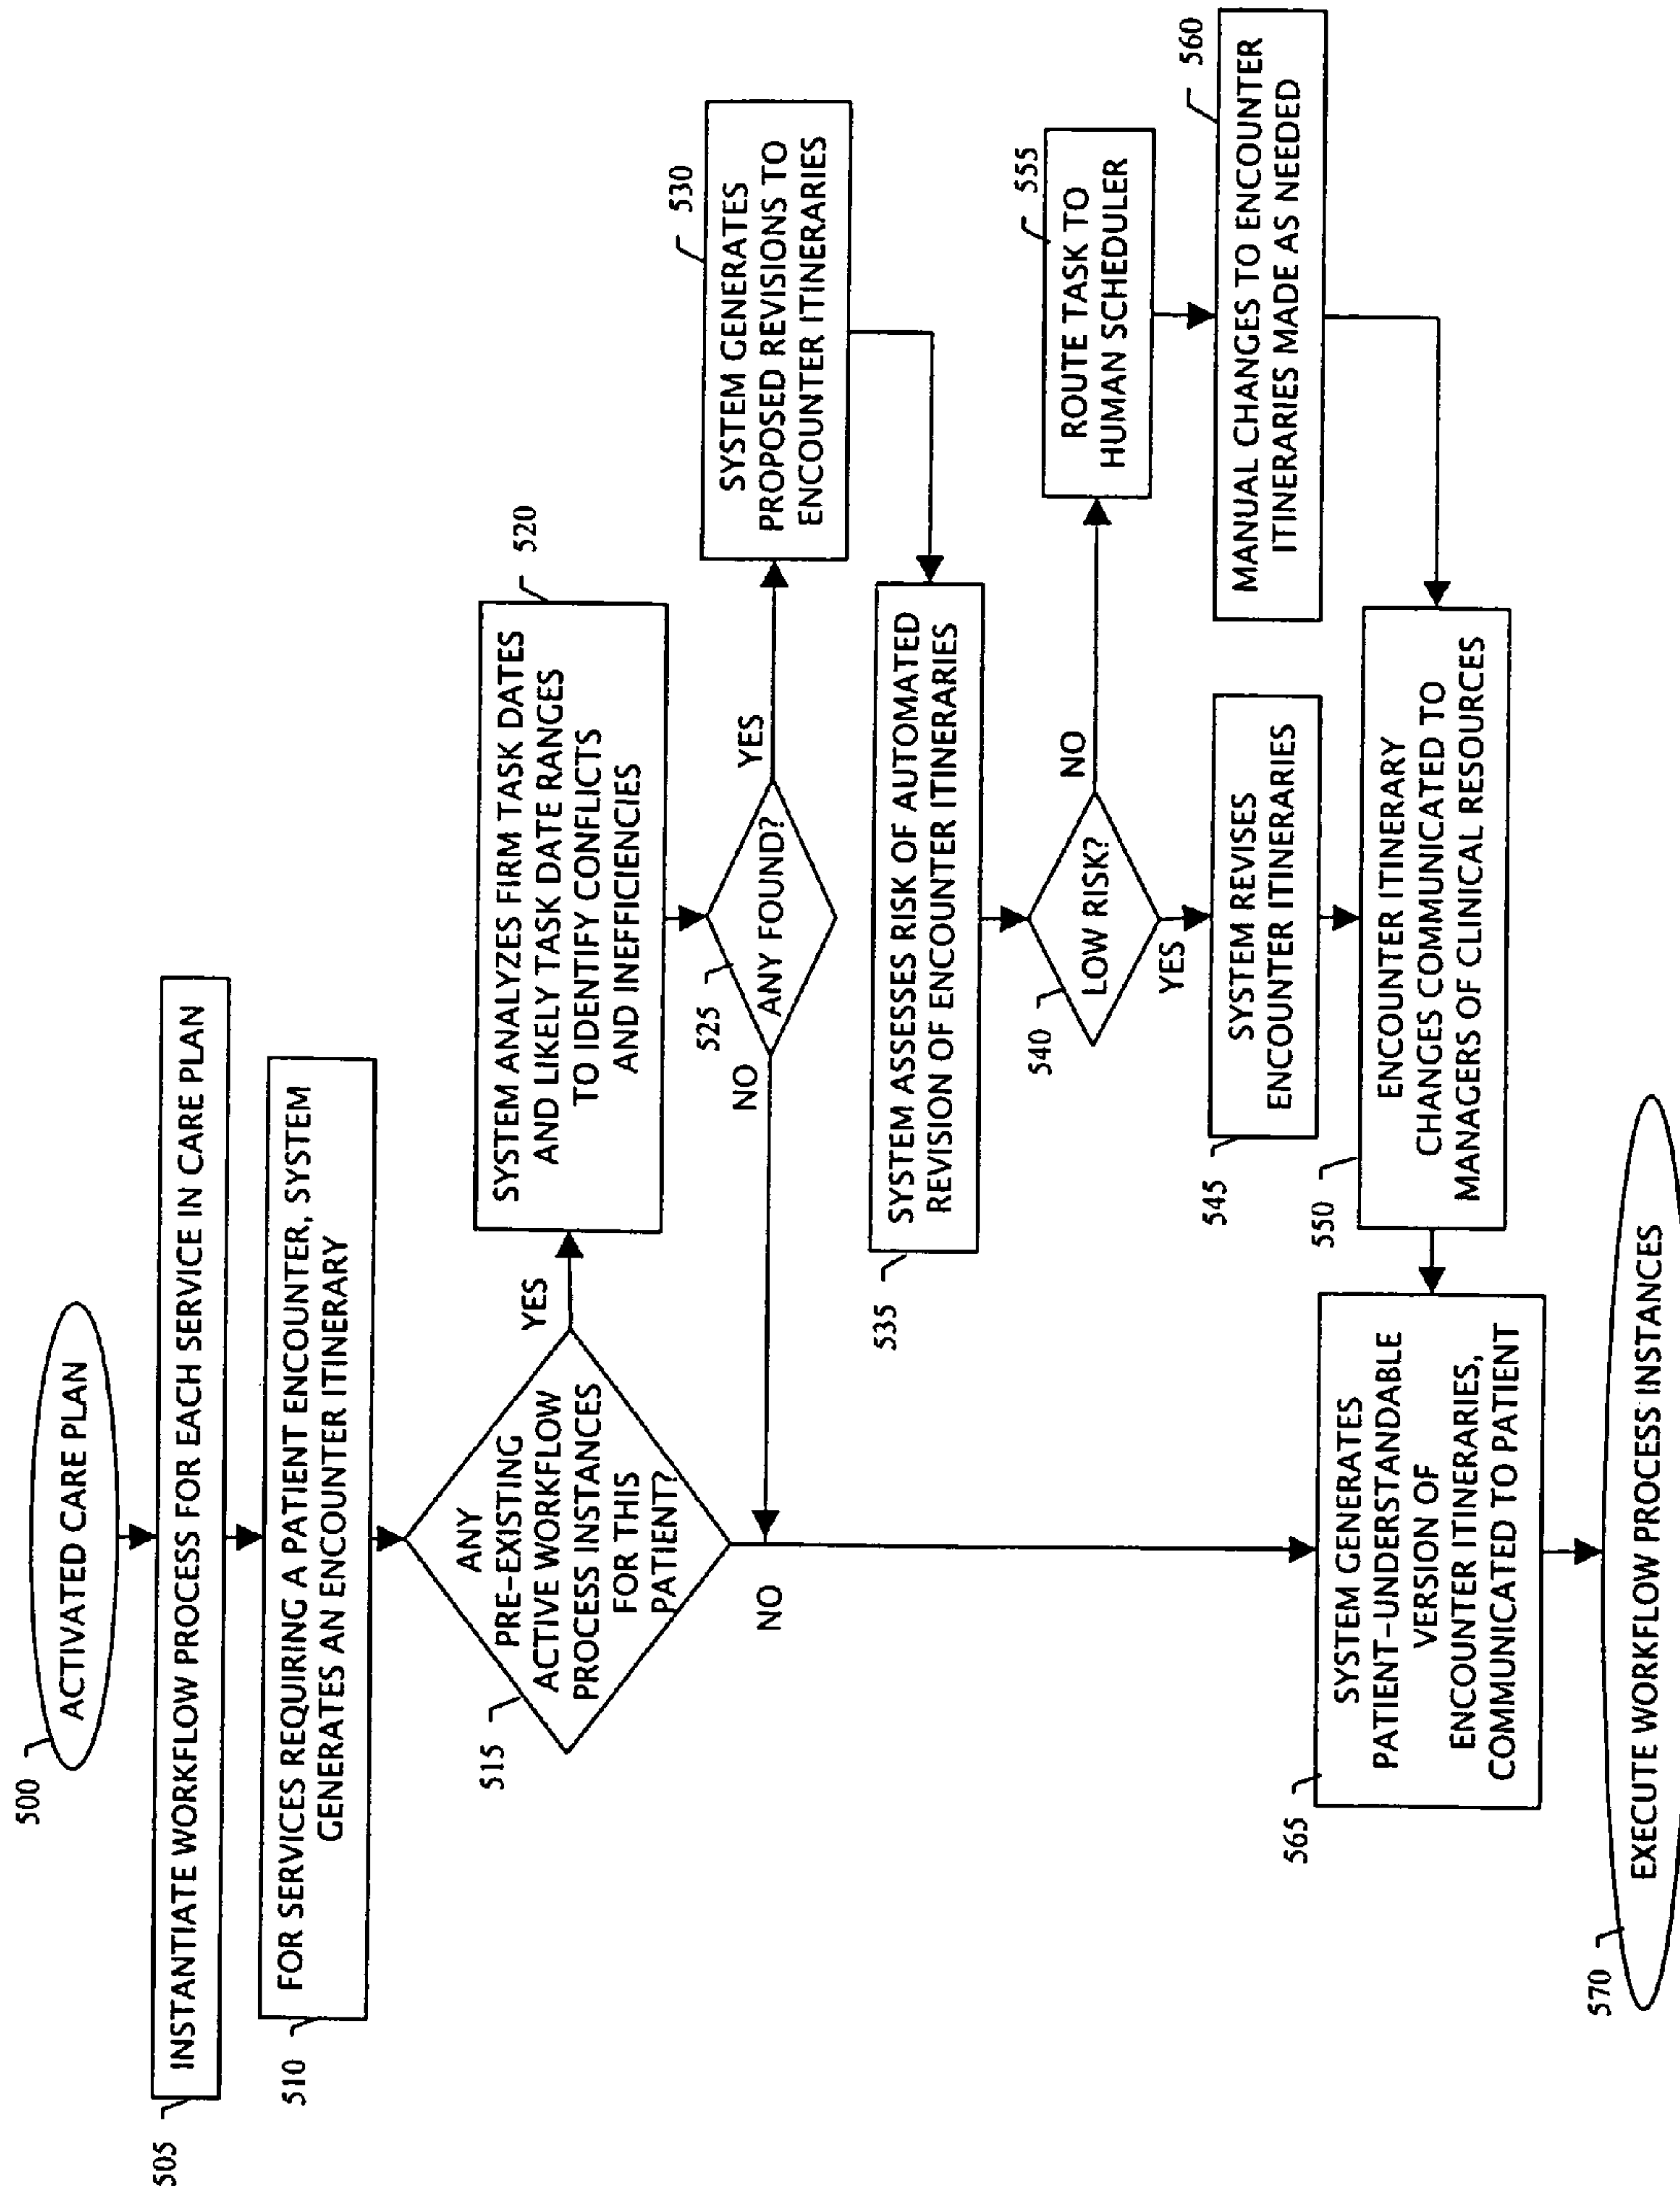 500
ACTIVATED CARE PLAN
505
INSTANTIATE WORKFLOW PROCESS FOR EACH SERVICE IN CARE PLAN
510
FOR SERVICES REQUIRING A PATIENT ENCOUNTER, SYSTEM
GENERATES AN ENCOUNTER ITINERARY
515
ANY
PRE-EXISTING
ACTIVE WORKFLOW
PROCESS INSTANCES
FOR THIS
PATIENT?
YES
NO
520
SYSTEM ANALYZES FIRM TASK DATES
AND LIKELY TASK DATE RANGES
TO IDENTIFY CONFLICTS
AND INEFFICIENCIES
525
ANY FOUND?
NO
YES
530
SYSTEM GENERATES
PROPOSED REVISIONS TO
ENCOUNTER ITINERARIES
535
SYSTEM ASSESSES RISK OF AUTOMATED
REVISION OF ENCOUNTER ITINERARIES
540
LOW RISK?
NO
YES
555
ROUTE TASK TO
HUMAN SCHEDULER
545
SYSTEM REVISES
ENCOUNTER ITINERARIES
560
MANUAL CHANGES TO ENCOUNTER
ITINERARIES MADE AS NEEDED
550
ENCOUNTER ITINERARY
CHANGES COMMUNICATED TO
MANAGERS OF CLINICAL RESOURCES
565
SYSTEM GENERATES
PATIENT-UNDERSTANDABLE
VERSION OF
ENCOUNTER ITINERARIES,
COMMUNICATED TO PATIENT
570
EXECUTE WORKFLOW PROCESS INSTANCES